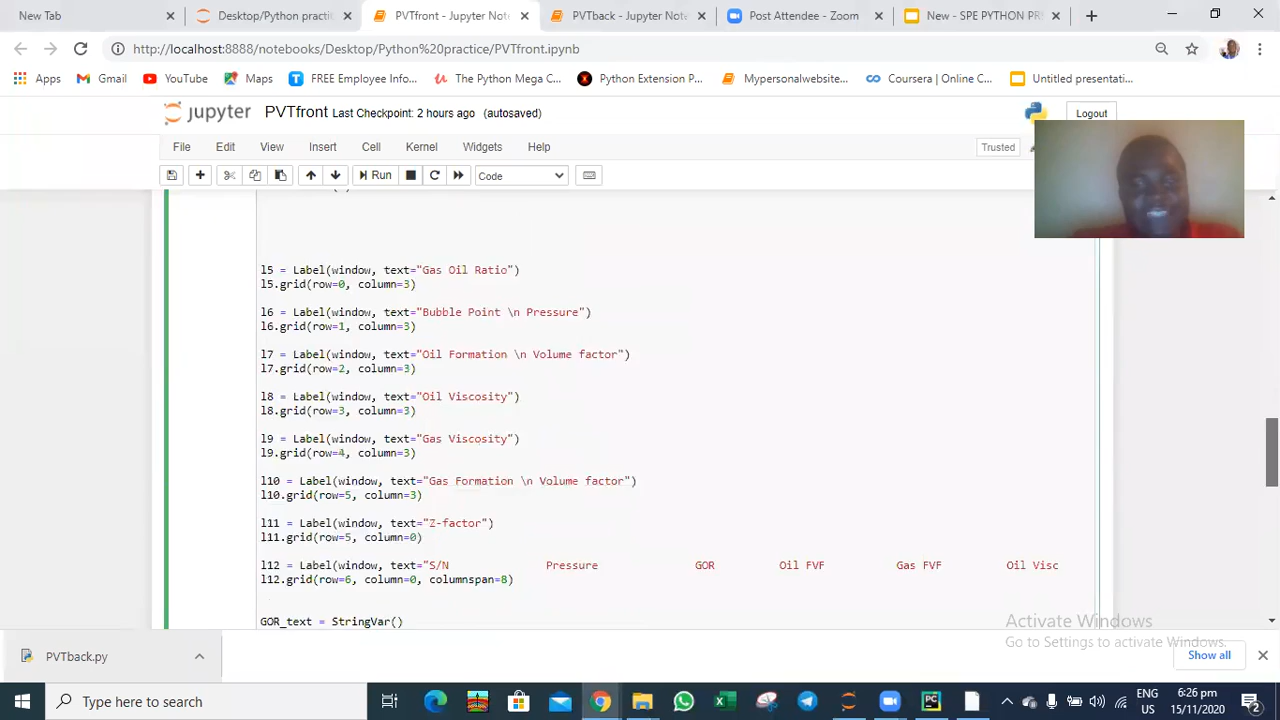 New Tab
Desktop/Python practi
PVTfront - Jupyter Not
PVTback - Jupyter Not
Post Attendee - Zoom
New - SPE PYTHON PR
http://localhost:8888/notebooks/Desktop/Python%20practice/PVTfront.ipynb
Apps
Gmail
YouTube
Maps
FREE Employee Info...
The Python Mega C...
Python Extension P...
Mypersonalwebsite...
Coursera | Online C...
Untitled presentati...
jupyter
PVTfront Last Checkpoint: 2 hours ago (autosaved)
Logout
File
Edit
View
Insert
Cell
Kernel
Widgets
Help
Trusted
Run
Code
l5 = Label(window, text="Gas Oil Ratio")
l5.grid(row=0, column=3)
l6 = Label(window, text="Bubble Point \n Pressure")
l6.grid(row=1, column=3)
l7 = Label(window, text="Oil Formation \n Volume factor")
l7.grid(row=2, column=3)
l8 = Label(window, text="Oil Viscosity")
l8.grid(row=3, column=3)
l9 = Label(window, text="Gas Viscosity")
l9.grid(row=4, column=3)
l10 = Label(window, text="Gas Formation \n Volume factor")
l10.grid(row=5, column=3)
l11 = Label(window, text="Z-factor")
l11.grid(row=5, column=0)
l12 = Label(window, text="S/N Pressure GOR Oil FVF Gas FVF Oil Visc
l12.grid(row=6, column=0, columnspan=8)
GOR_text = StringVar()
Activate Windows
Go to Settings to activate Windows.
PVTback.py
Show all
Type here to search
ENG
US
6:26 pm
15/11/2020
2